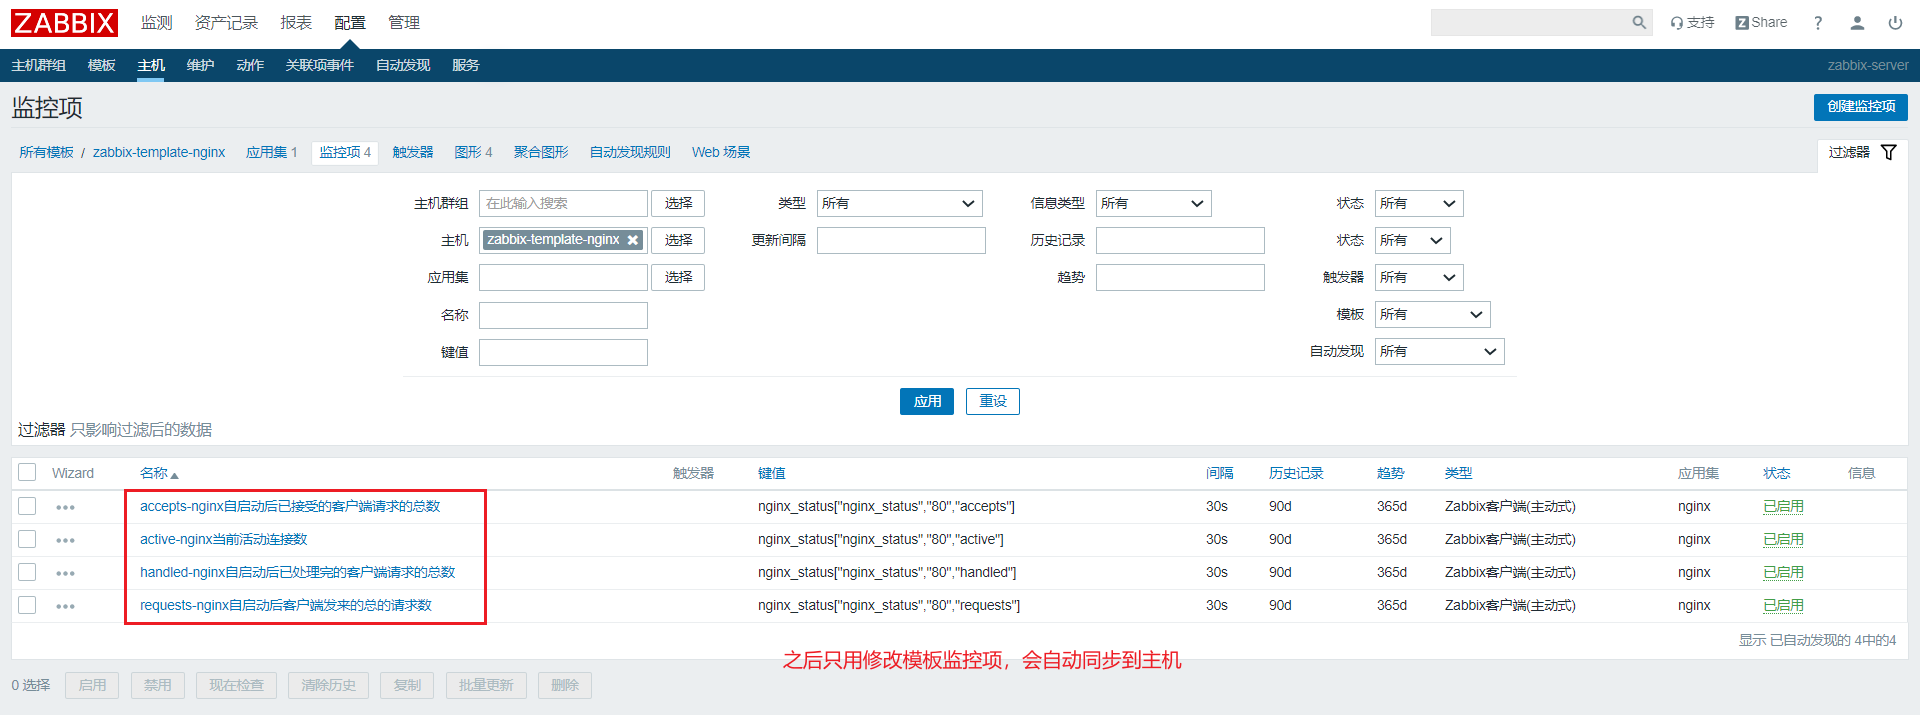 ZABBIX 监测 资产记录 报表 配置 管理 支持 Z Share ?
主机群组 模板 主机 维护 动作 关联项事件 自动发现 服务 zabbix-server
监控项 创建监控项
所有模板 / zabbix-template-nginx 应用集 1 监控项 4 触发器 图形 4 聚合图形 自动发现规则 Web 场景 过滤器
主机群组 在此输入搜索 选择 类型 所有 信息类型 所有 状态 所有
主机 zabbix-template-nginx 选择 更新间隔 历史记录 状态 所有
应用集 选择 趋势 触发器 所有
名称 模板 所有
键值 自动发现 所有
应用 重设
过滤器 只影响过滤后的数据
Wizard 名称 触发器 键值 间隔 历史记录 趋势 类型 应用集 状态 信息
accepts-nginx自启动后已接受的客户端请求的总数 nginx_status["nginx_status","80","accepts"] 30s 90d 365d Zabbix客户端(主动式) nginx 已启用
active-nginx当前活动连接数 nginx_status["nginx_status","80","active"] 30s 90d 365d Zabbix客户端(主动式) nginx 已启用
handled-nginx自启动后已处理完的客户端请求的总数 nginx_status["nginx_status","80","handled"] 30s 90d 365d Zabbix客户端(主动式) nginx 已启用
requests-nginx自启动后客户端发来的总的请求数 nginx_status["nginx_status","80","requests"] 30s 90d 365d Zabbix客户端(主动式) nginx 已启用
显示 已自动发现的 4中的4
之后只用修改模板监控项，会自动同步到主机
0 选择 启用 禁用 现在检查 清除历史 复制 批量更新 删除